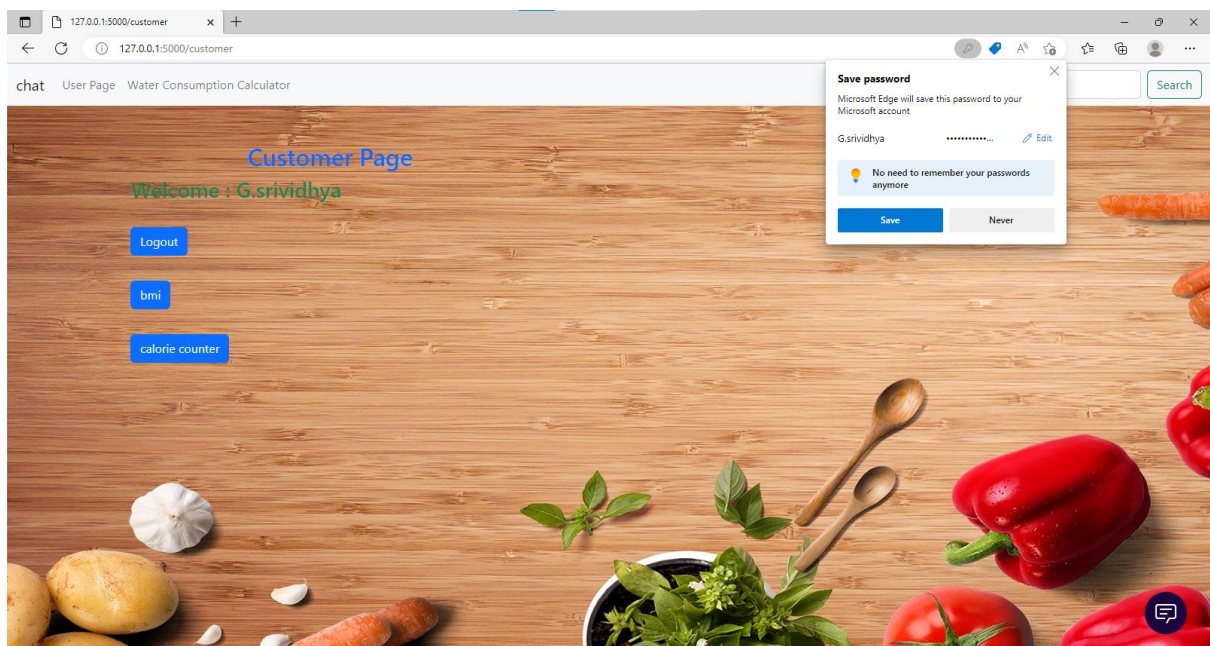 127.0.0.1:5000/customer
127.0.0.1:5000/customer
chat User Page Water Consumption Calculator
Search
Save password
Microsoft Edge will save this password to your
Microsoft account
G.srividhya ••••••••••••... Edit
No need to remember your passwords
anymore
Save Never
Customer Page
Welcome : G.srividhya
Logout
bmi
calorie counter